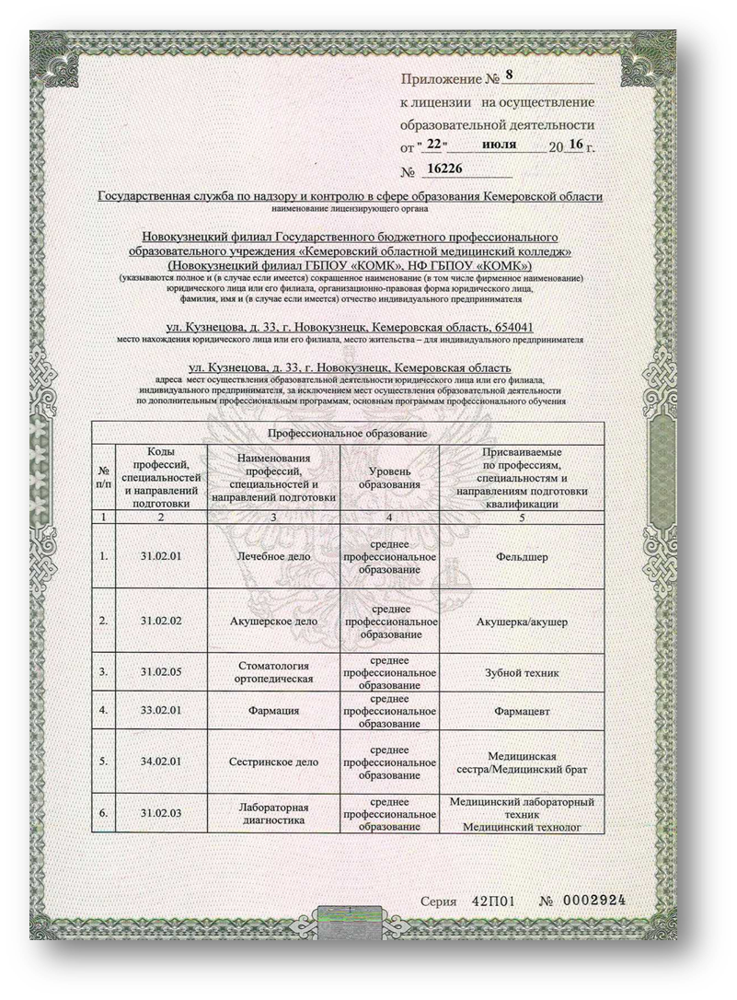 Приложение № 8
к лицензии на осуществление
образовательной деятельности
от "22" июля 2016 г.
№ 16226
Государственная служба по надзору и контролю в сфере образования Кемеровской области
наименование лицензирующего органа
Новокузнецкий филиал Государственного бюджетного профессионального
образовательного учреждения «Кемеровский областной медицинский колледж»
(Новокузнецкий филиал ГБПОУ «КОМК», НФ ГБПОУ «КОМК»)
(указываются полное и (в случае если имеется) сокращенное наименование (в том числе фирменное наименование)
юридического лица или его филиала, организационно-правовая форма юридического лица,
фамилия, имя и (в случае если имеется) отчество индивидуального предпринимателя
ул. Кузнецова, д. 33, г. Новокузнецк, Кемеровская область, 654041
место нахождения юридического лица или его филиала, место жительства – для индивидуального предпринимателя
ул. Кузнецова, д. 33, г. Новокузнецк, Кемеровская область
адреса мест осуществления образовательной деятельности юридического лица или его филиала,
индивидуального предпринимателя, за исключением мест осуществления образовательной деятельности
по дополнительным профессиональным программам, основным программам профессионального обучения
Профессиональное образование
№
п/п
Коды
профессий,
специальностей
и направлений
подготовки
Наименования
профессий,
специальностей и
направлений подготовки
Уровень
образования
Присваиваемые
по профессиям,
специальностям и
направлениям подготовки
квалификации
1 2 3 4 5
1. 31.02.01 Лечебное дело
среднее
профессиональное
образование
Фельдшер
2. 31.02.02 Акушерское дело
среднее
профессиональное
образование
Акушерка/акушер
3. 31.02.05
Стоматология
ортопедическая
среднее
профессиональное
образование
Зубной техник
4. 33.02.01 Фармация
среднее
профессиональное
образование
Фармацевт
5. 34.02.01 Сестринское дело
среднее
профессиональное
образование
Медицинская
сестра/Медицинский брат
6. 31.02.03
Лабораторная
диагностика
среднее
профессиональное
образование
Медицинский лабораторный
техник
Медицинский технолог
Серия 42П01 № 0002924